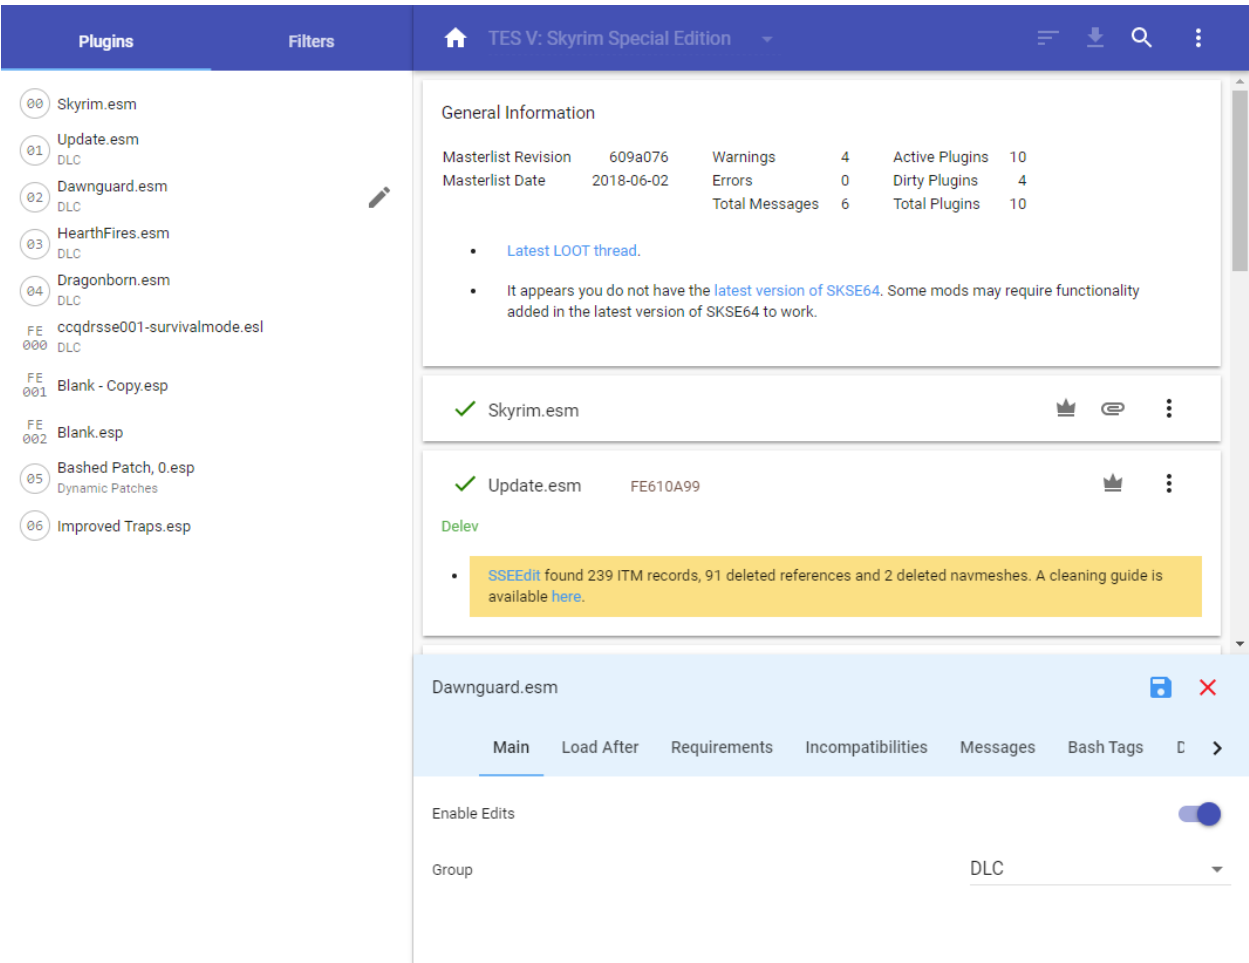 Plugins
Filters
TES V: Skyrim Special Edition
00 Skyrim.esm
01 Update.esm
DLC
02 Dawnguard.esm
DLC
03 HearthFires.esm
DLC
04 Dragonborn.esm
DLC
FE 000 ccqdrsse001-survivalmode.esl
DLC
FE 001 Blank - Copy.esp
FE 002 Blank.esp
05 Bashed Patch, 0.esp
Dynamic Patches
06 Improved Traps.esp
General Information
Masterlist Revision 609a076 Warnings 4 Active Plugins 10
Masterlist Date 2018-06-02 Errors 0 Dirty Plugins 4
Total Messages 6 Total Plugins 10
Latest LOOT thread.
It appears you do not have the latest version of SKSE64. Some mods may require functionality
added in the latest version of SKSE64 to work.
Skyrim.esm
Update.esm FE610A99
Delev
SSEEdit found 239 ITM records, 91 deleted references and 2 deleted navmeshes. A cleaning guide is
available here.
Dawnguard.esm
Main Load After Requirements Incompatibilities Messages Bash Tags
Enable Edits
Group DLC